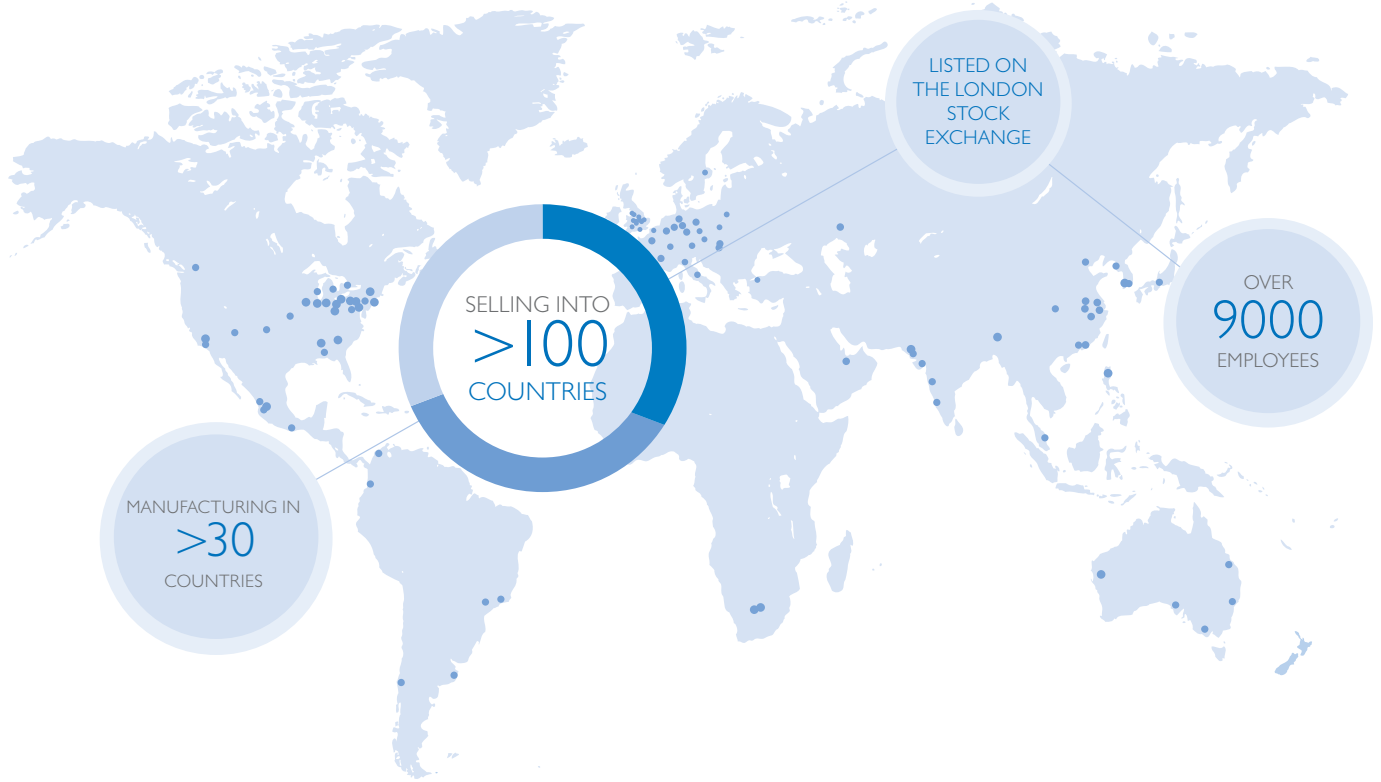 LISTED ON
THE LONDON
STOCK
EXCHANGE
SELLING INTO
>100
COUNTRIES
OVER
9000
EMPLOYEES
MANUFACTURING IN
>30
COUNTRIES